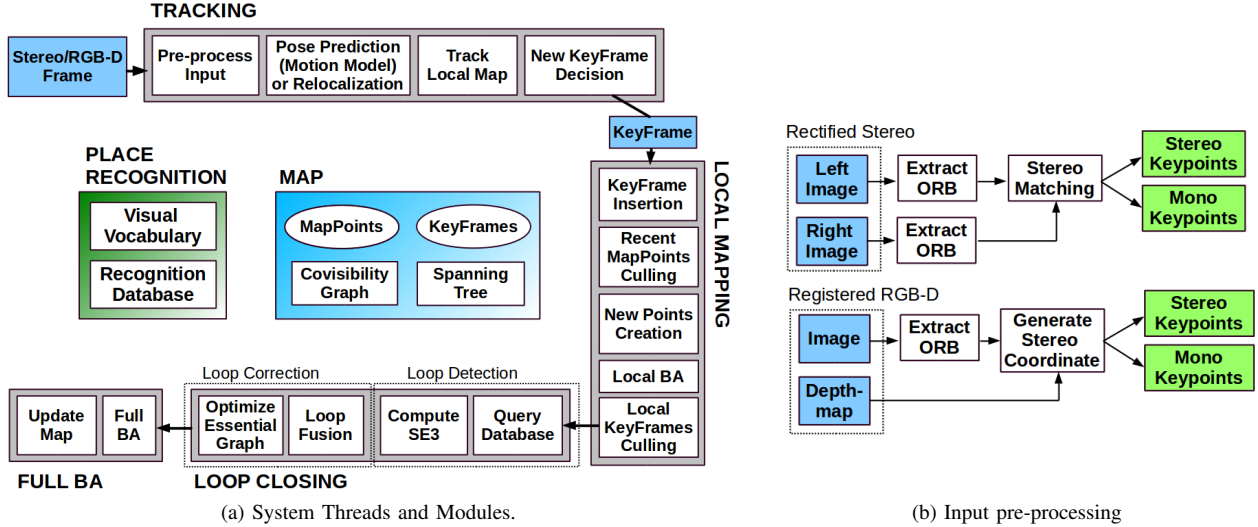 TRACKING
Stereo/RGB-D
Frame
Pre-process
Input
Pose Prediction
(Motion Model)
or Relocalization
Track
Local Map
New KeyFrame
Decision
KeyFrame
PLACE
RECOGNITION
Visual
Vocabulary
Recognition
Database
MAP
MapPoints
KeyFrames
Covisibility
Graph
Spanning
Tree
LOCAL MAPPING
KeyFrame
Insertion
Recent
MapPoints
Culling
New Points
Creation
Local BA
Local
KeyFrames
Culling
Loop Correction
Loop Detection
Update
Map
Full
BA
Optimize
Essential
Graph
Loop
Fusion
Compute
SE3
Query
Database
FULL BA
LOOP CLOSING
(a) System Threads and Modules.
Rectified Stereo
Left
Image
Extract
ORB
Stereo
Matching
Stereo
Keypoints
Mono
Keypoints
Right
Image
Extract
ORB
Registered RGB-D
Image
Extract
ORB
Generate
Stereo
Coordinate
Stereo
Keypoints
Mono
Keypoints
Depth-
map
(b) Input pre-processing